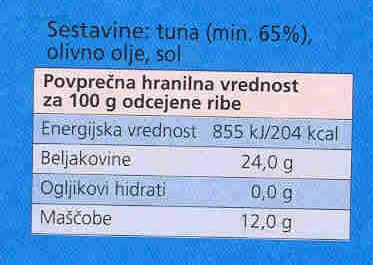 Sestavine: tuna (min. 65%),
olivno olje, sol
Povprečna hranilna vrednost
za 100 g odcejene ribe
Energijska vrednost 855 kJ/204 kcal
Beljakovine 24,0 g
Ogljikovi hidrati 0,0 g
Maščobe 12,0 g